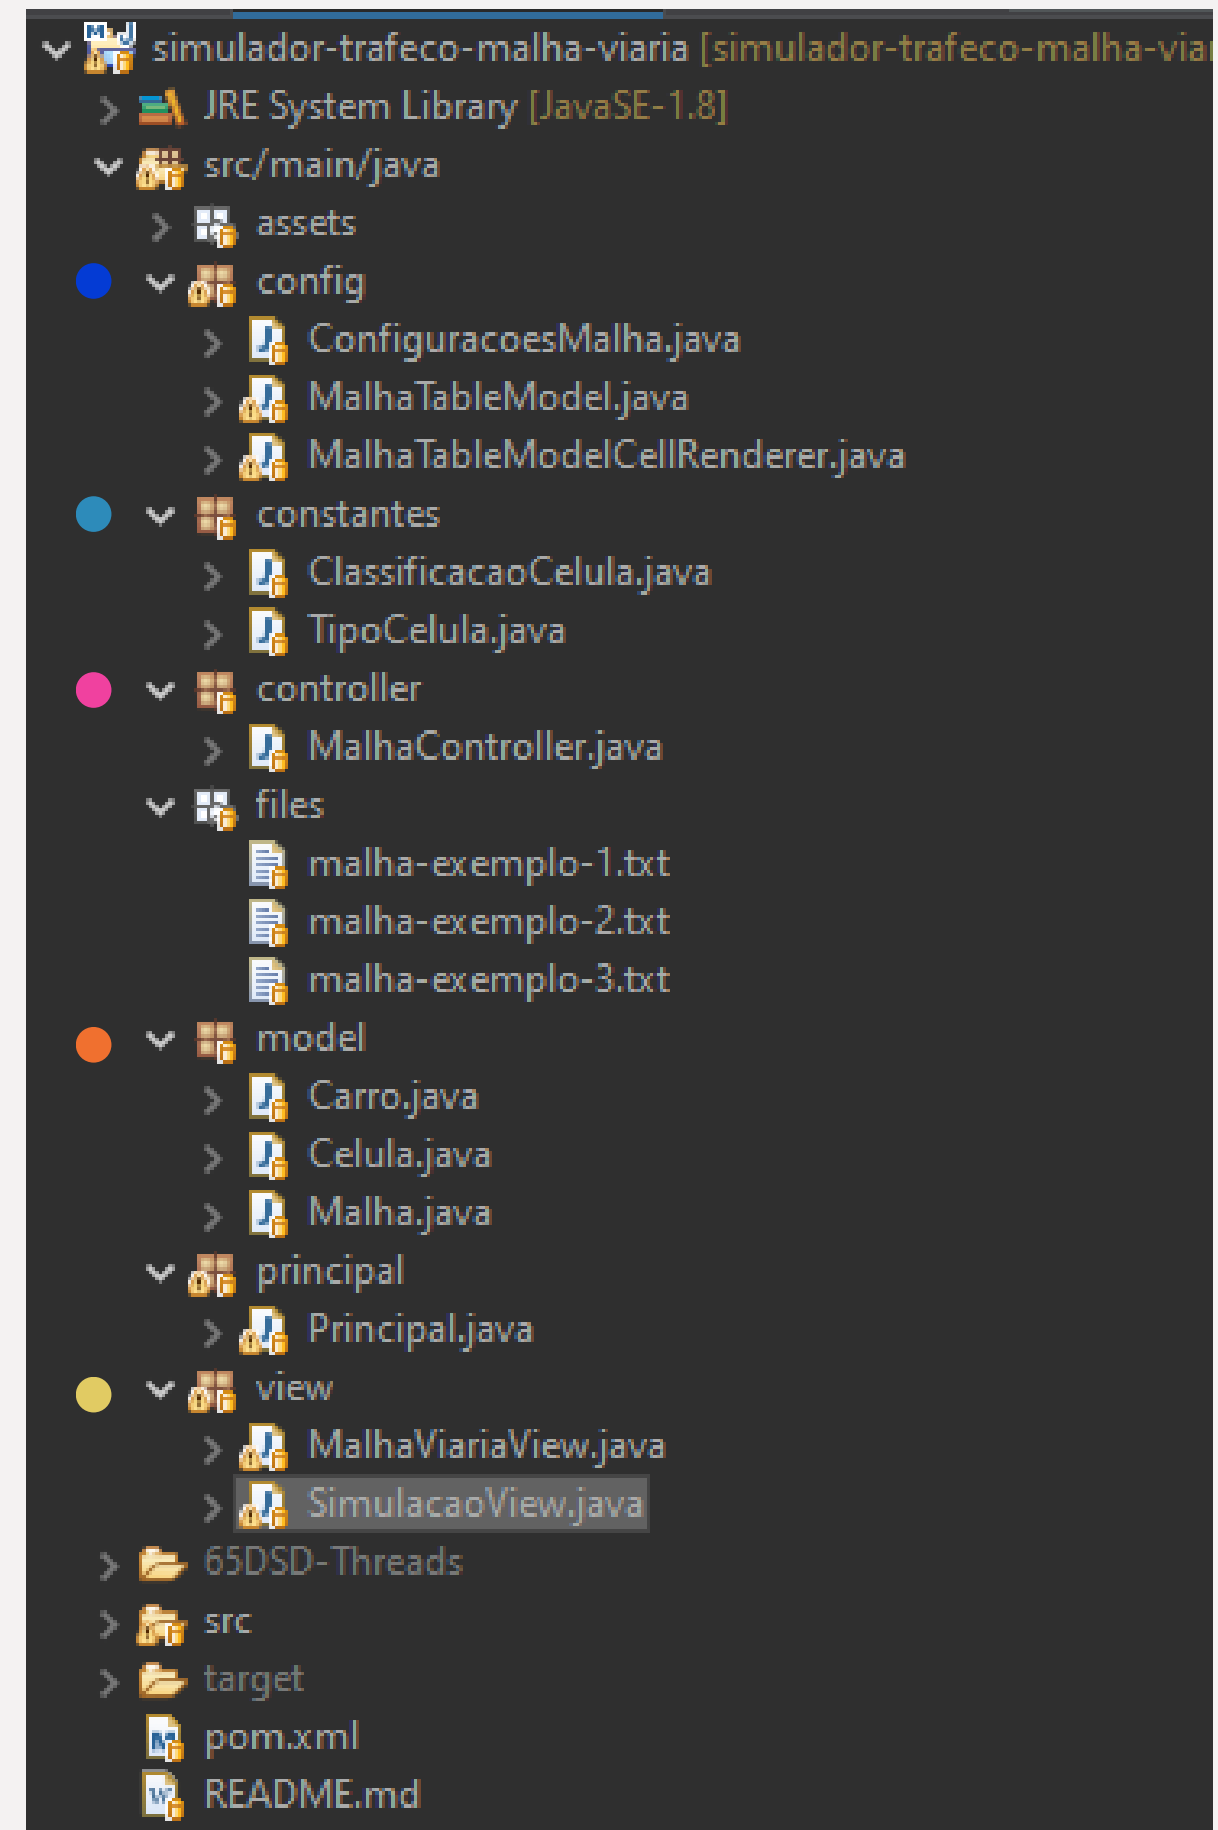 simulador-trafeco-malha-viaria [simulador-trafeco-malha-viar
JRE System Library [JavaSE-1.8]
src/main/java
assets
config
ConfiguracoesMalha.java
MalhaTableModel.java
MalhaTableModelCellRenderer.java
constantes
ClassificacaoCelula.java
TipoCelula.java
controller
MalhaController.java
files
malha-exemplo-1.txt
malha-exemplo-2.txt
malha-exemplo-3.txt
model
Carro.java
Celula.java
Malha.java
principal
Principal.java
view
MalhaViariaView.java
SimulacaoView.java
65DSD-Threads
src
target
pom.xml
README.md